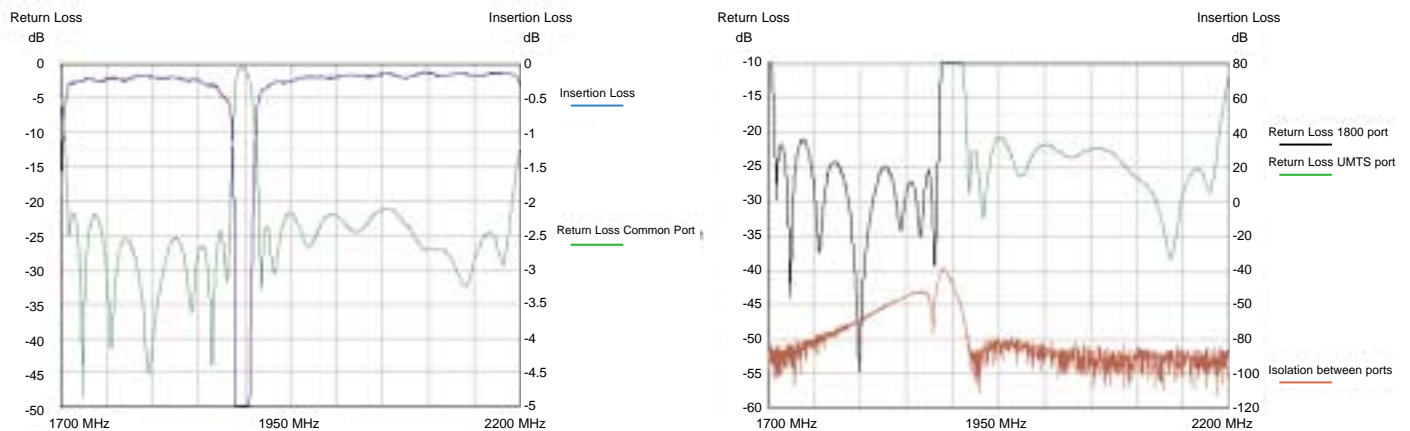 Return Loss
Insertion Loss
dB
dB
0
-5
-10
-15
-20
-25
-30
-35
-40
-45
-50
0
-0.5
-1
-1.5
-2
-2.5
-3
-3.5
-4
-4.5
-5
Insertion Loss
Return Loss Common Port
1700 MHz
1950 MHz
2200 MHz
Return Loss
Insertion Loss
dB
dB
-10
-15
-20
-25
-30
-35
-40
-45
-50
-55
-60
80
60
40
20
0
-20
-40
-60
-80
-100
-120
Return Loss 1800 port
Return Loss UMTS port
Isolation between ports
1700 MHz
1950 MHz
2200 MHz